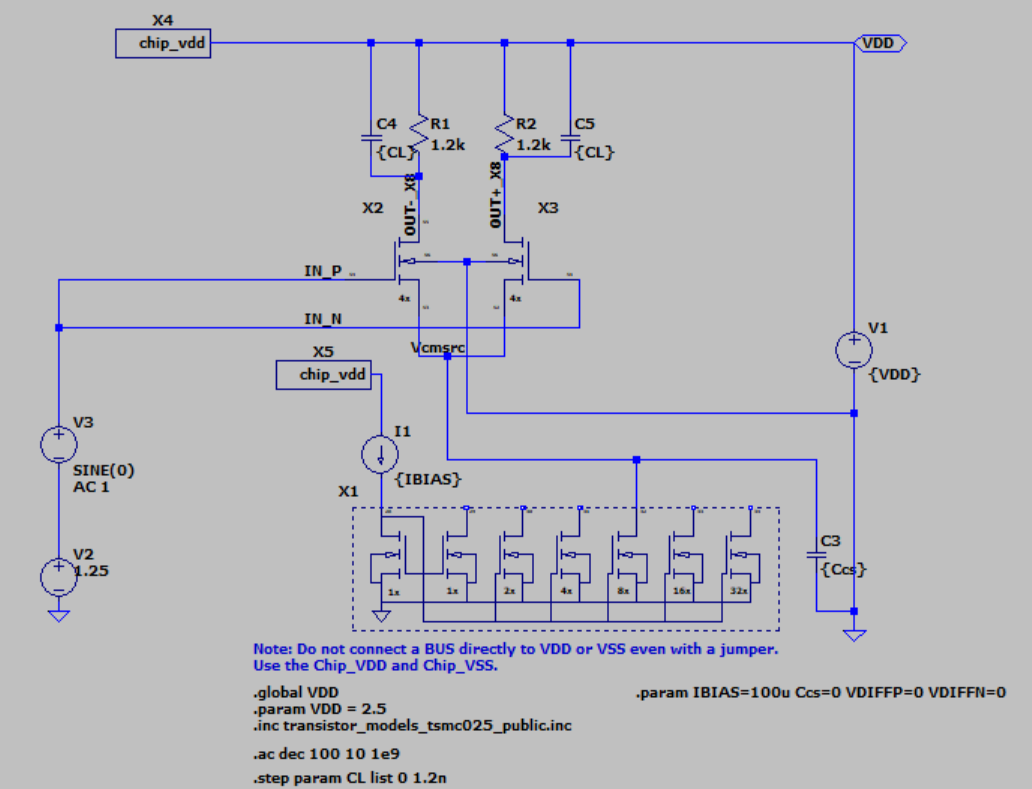 X4
chip_vdd
VDD
C4
{CL}
R1
1.2k
R2
1.2k
C5
{CL}
OUT-_X8
OUT+_X8
X2
X3
IN_P
4x
4x
IN_N
Vcmsrc
V1
{VDD}
X5
chip_vdd
V3
SINE(0)
AC 1
I1
{IBIAS}
X1
V2
1.25
C3
{Ccs}
1x
1x
2x
4x
8x
16x
32x
Note: Do not connect a BUS directly to VDD or VSS even with a jumper.
Use the Chip_VDD and Chip_VSS.
.global VDD
.param IBIAS=100u Ccs=0 VDIFFP=0 VDIFFN=0
.param VDD = 2.5
.inc transistor_models_tsmc025_public.inc
.ac dec 100 10 1e9
.step param CL list 0 1.2n